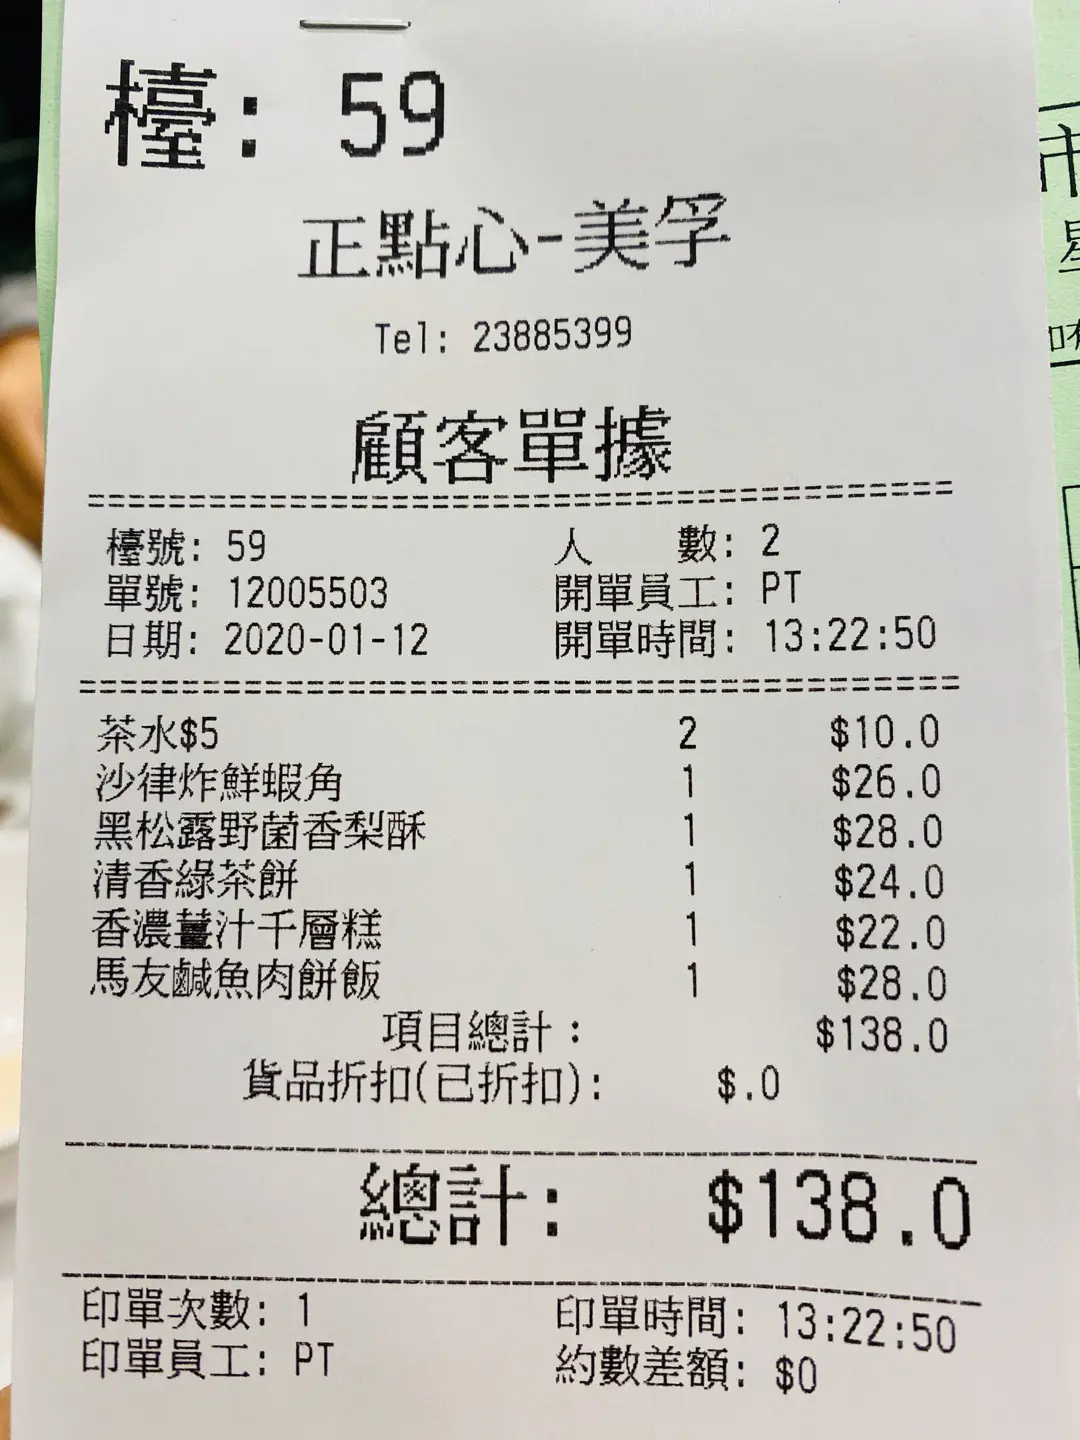 檯: 59
正點心-美孚
Tel: 23885399
顧客單據
檯號: 59 人 數: 2
單號: 12005503 開單員工: PT
日期: 2020-01-12 開單時間: 13:22:50
茶水$5 2 $10.0
沙律炸鮮蝦角 1 $26.0
黑松露野菌香梨酥 1 $28.0
清香綠茶餅 1 $24.0
香濃薑汁千層糕 1 $22.0
馬友鹹魚肉餅飯 1 $28.0
項目總計: $138.0
貨品折扣(已折扣): $.0
總計: $138.0
印單次數: 1 印單時間: 13:22:50
印單員工: PT 約數差額: $0
市